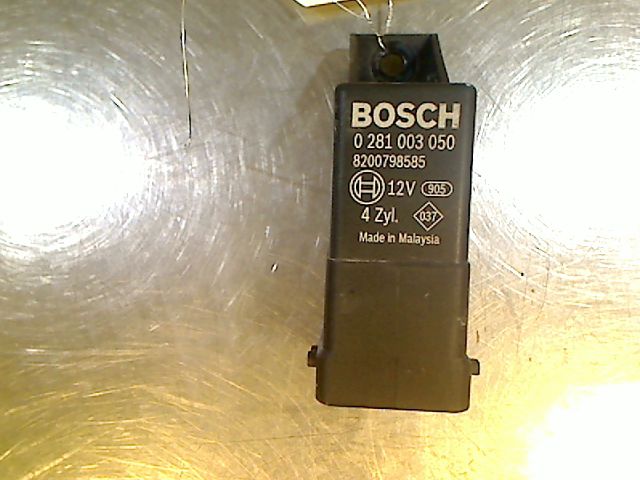 BOSCH
0 281 003 050
8200798585
12V 905
4 Zyl. 037
Made in Malaysia